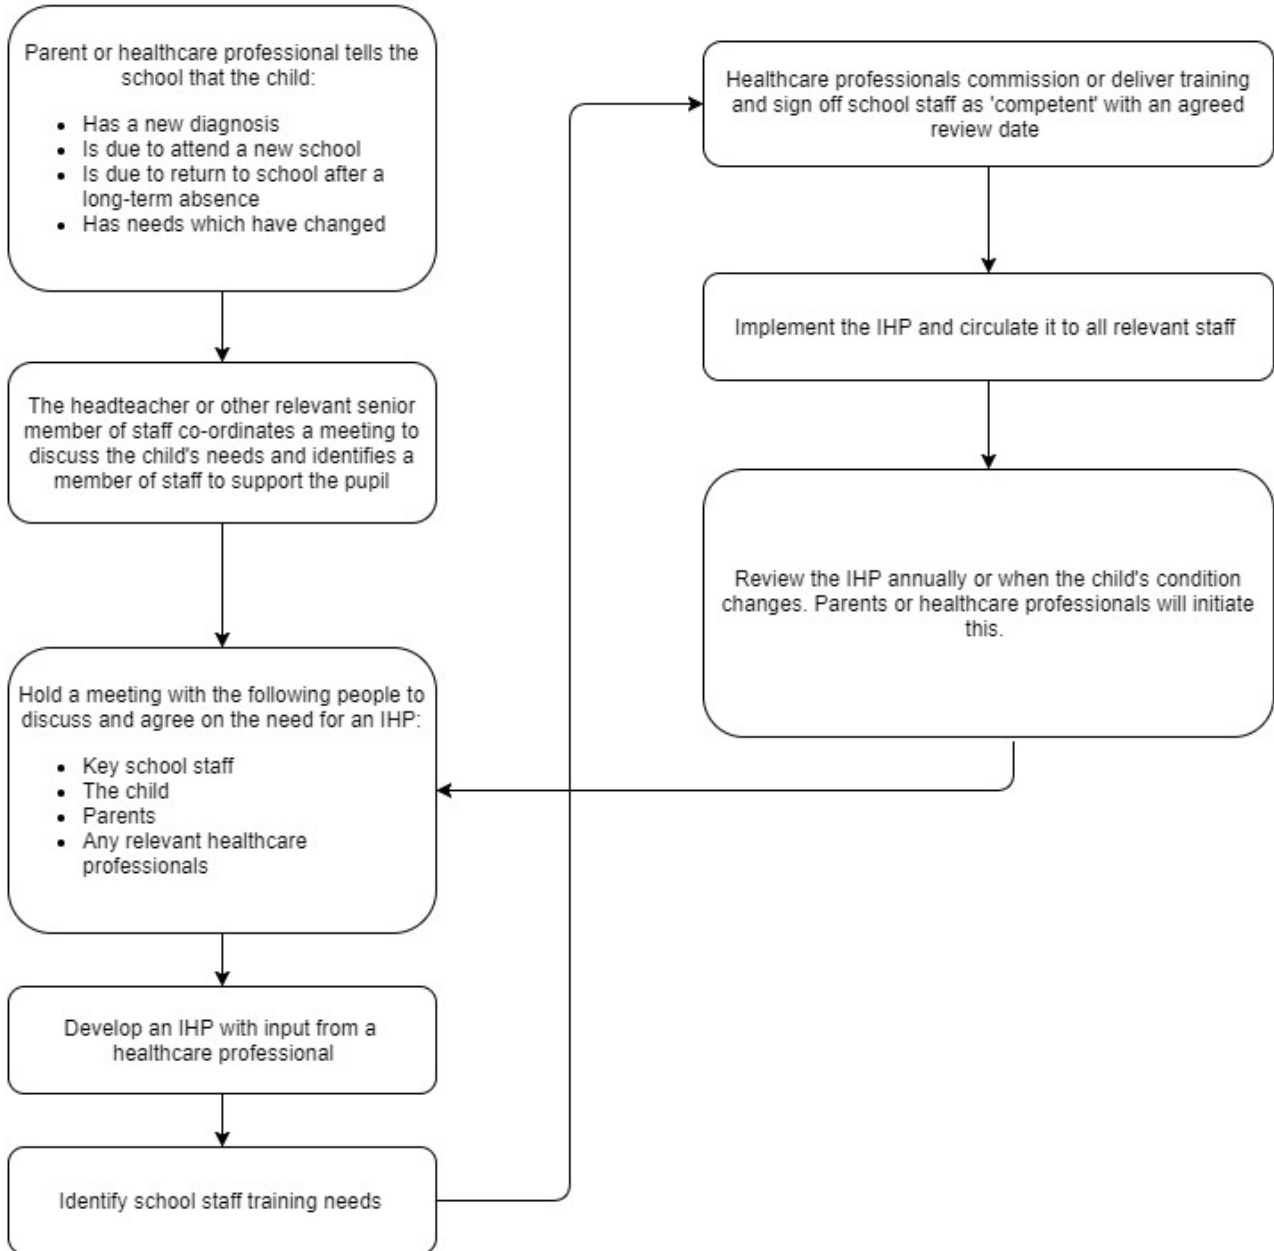 Parent or healthcare professional tells the
school that the child:
• Has a new diagnosis
• Is due to attend a new school
• Is due to return to school after a
long-term absence
• Has needs which have changed
The headteacher or other relevant senior
member of staff co-ordinates a meeting to
discuss the child's needs and identifies a
member of staff to support the pupil
Hold a meeting with the following people to
discuss and agree on the need for an IHP:
• Key school staff
• The child
• Parents
• Any relevant healthcare
professionals
Develop an IHP with input from a
healthcare professional
Identify school staff training needs
Healthcare professionals commission or deliver training
and sign off school staff as 'competent' with an agreed
review date
Implement the IHP and circulate it to all relevant staff
Review the IHP annually or when the child's condition
changes. Parents or healthcare professionals will initiate
this.